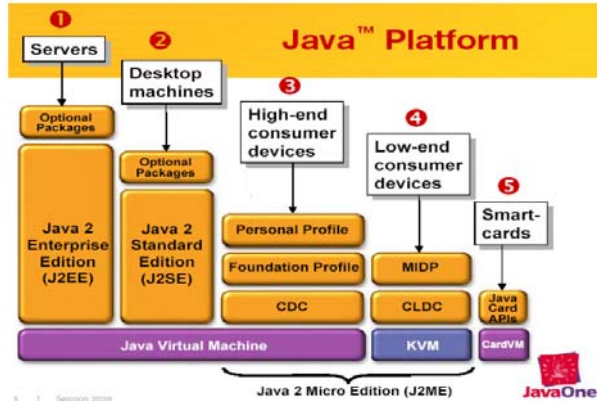 Java™ Platform
1
Servers
2
Desktop
machines
3
High-end
consumer
devices
4
Low-end
consumer
devices
5
Smart-
cards
Optional
Packages
Java 2
Enterprise
Edition
(J2EE)
Optional
Packages
Java 2
Standard
Edition
(J2SE)
Personal Profile
Foundation Profile
CDC
MIDP
CLDC
Java
Card
APIs
Java Virtual Machine
KVM
CardVM
Java 2 Micro Edition (J2ME)
JavaOne
Session